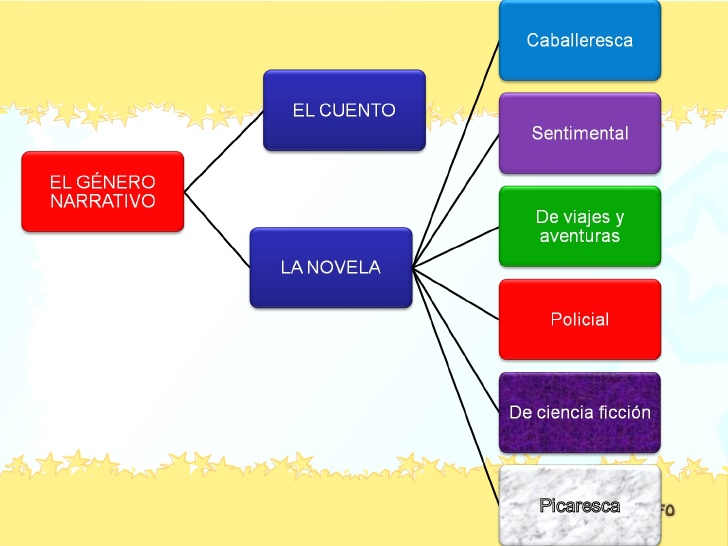 EL GÉNERO
NARRATIVO
EL CUENTO
LA NOVELA
Caballeresca
Sentimental
De viajes y
aventuras
Policial
De ciencia ficción
Picaresca